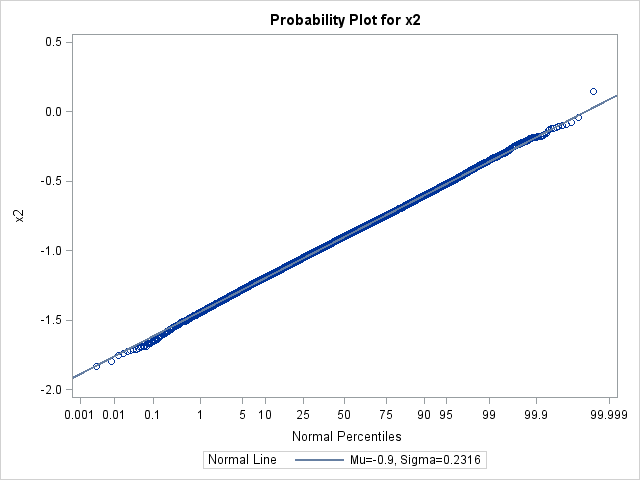 Probability Plot for x2
0.5
0.0
-0.5
-1.0
-1.5
-2.0
x2
0.001 0.01 0.1 1 5 10 25 50 75 90 95 99 99.9 99.999
Normal Percentiles
Normal Line Mu=-0.9, Sigma=0.2316